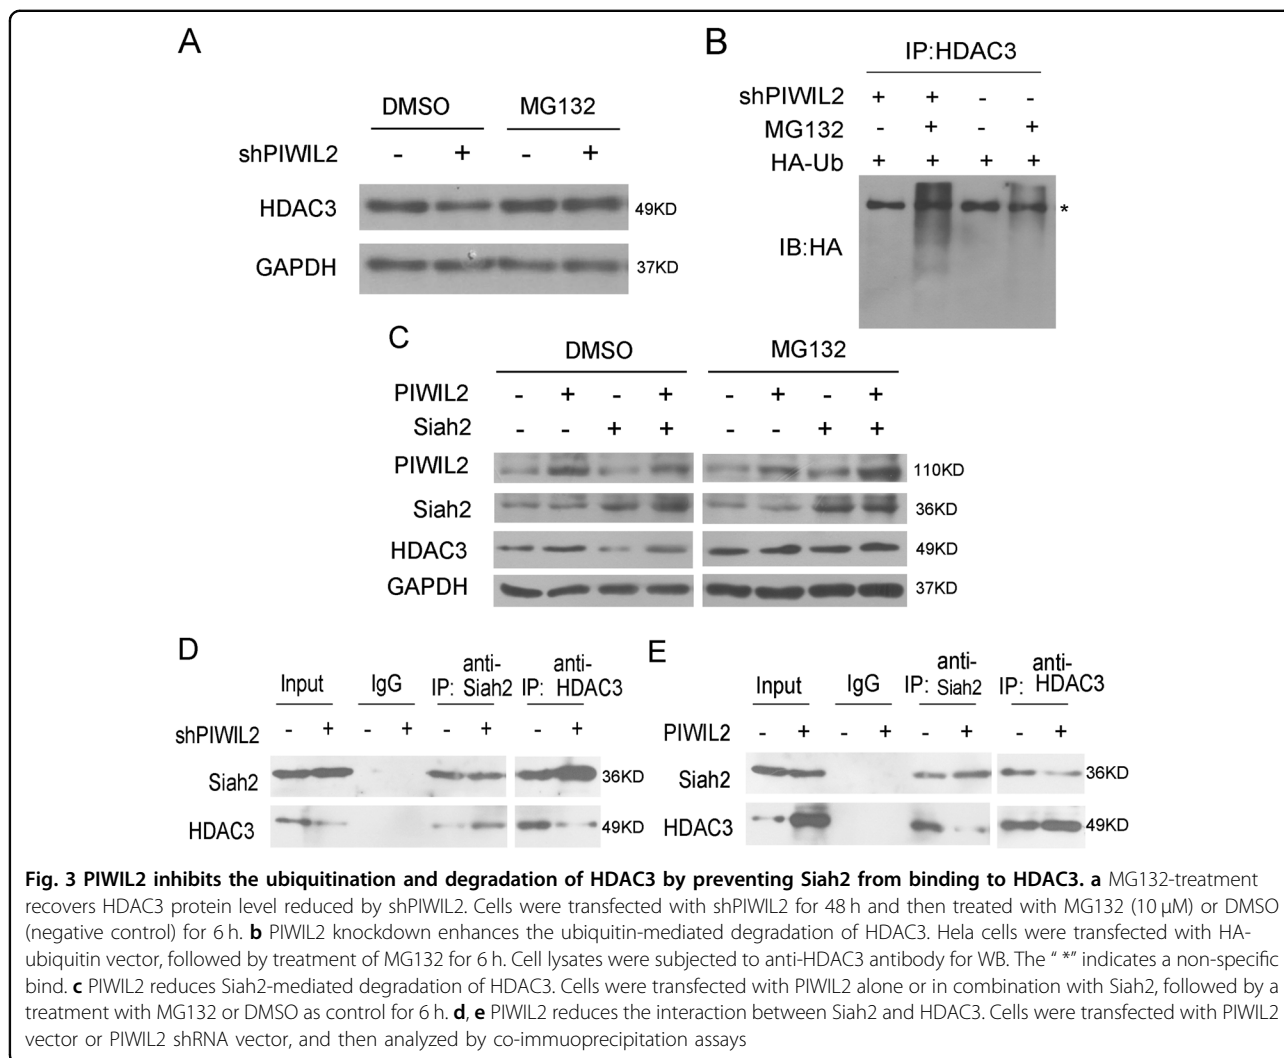 A
DMSO MG132
shPIWIL2 - + - +
HDAC3 49KD
GAPDH 37KD
B
IP:HDAC3
shPIWIL2 + + - -
MG132 - + - +
HA-Ub + + + +
*
IB:HA
C
DMSO MG132
PIWIL2 - + - + - + - +
Siah2 - - + + - - + +
PIWIL2 110KD
Siah2 36KD
HDAC3 49KD
GAPDH 37KD
D
Input IgG IP: anti-Siah2 IP: anti-HDAC3
shPIWIL2 - + - + - + - +
Siah2 36KD
HDAC3 49KD
E
Input IgG IP: anti-Siah2 IP: anti-HDAC3
PIWIL2 - + - + - + - +
Siah2 36KD
HDAC3 49KD
Fig. 3 PIWIL2 inhibits the ubiquitination and degradation of HDAC3 by preventing Siah2 from binding to HDAC3. a MG132-treatment
recovers HDAC3 protein level reduced by shPIWIL2. Cells were transfected with shPIWIL2 for 48 h and then treated with MG132 (10 μM) or DMSO
(negative control) for 6 h. b PIWIL2 knockdown enhances the ubiquitin-mediated degradation of HDAC3. Hela cells were transfected with HA-
ubiquitin vector, followed by treatment of MG132 for 6 h. Cell lysates were subjected to anti-HDAC3 antibody for WB. The " *" indicates a non-specific
bind. c PIWIL2 reduces Siah2-mediated degradation of HDAC3. Cells were transfected with PIWIL2 alone or in combination with Siah2, followed by a
treatment with MG132 or DMSO as control for 6 h. d, e PIWIL2 reduces the interaction between Siah2 and HDAC3. Cells were transfected with PIWIL2
vector or PIWIL2 shRNA vector, and then analyzed by co-immuoprecipitation assays